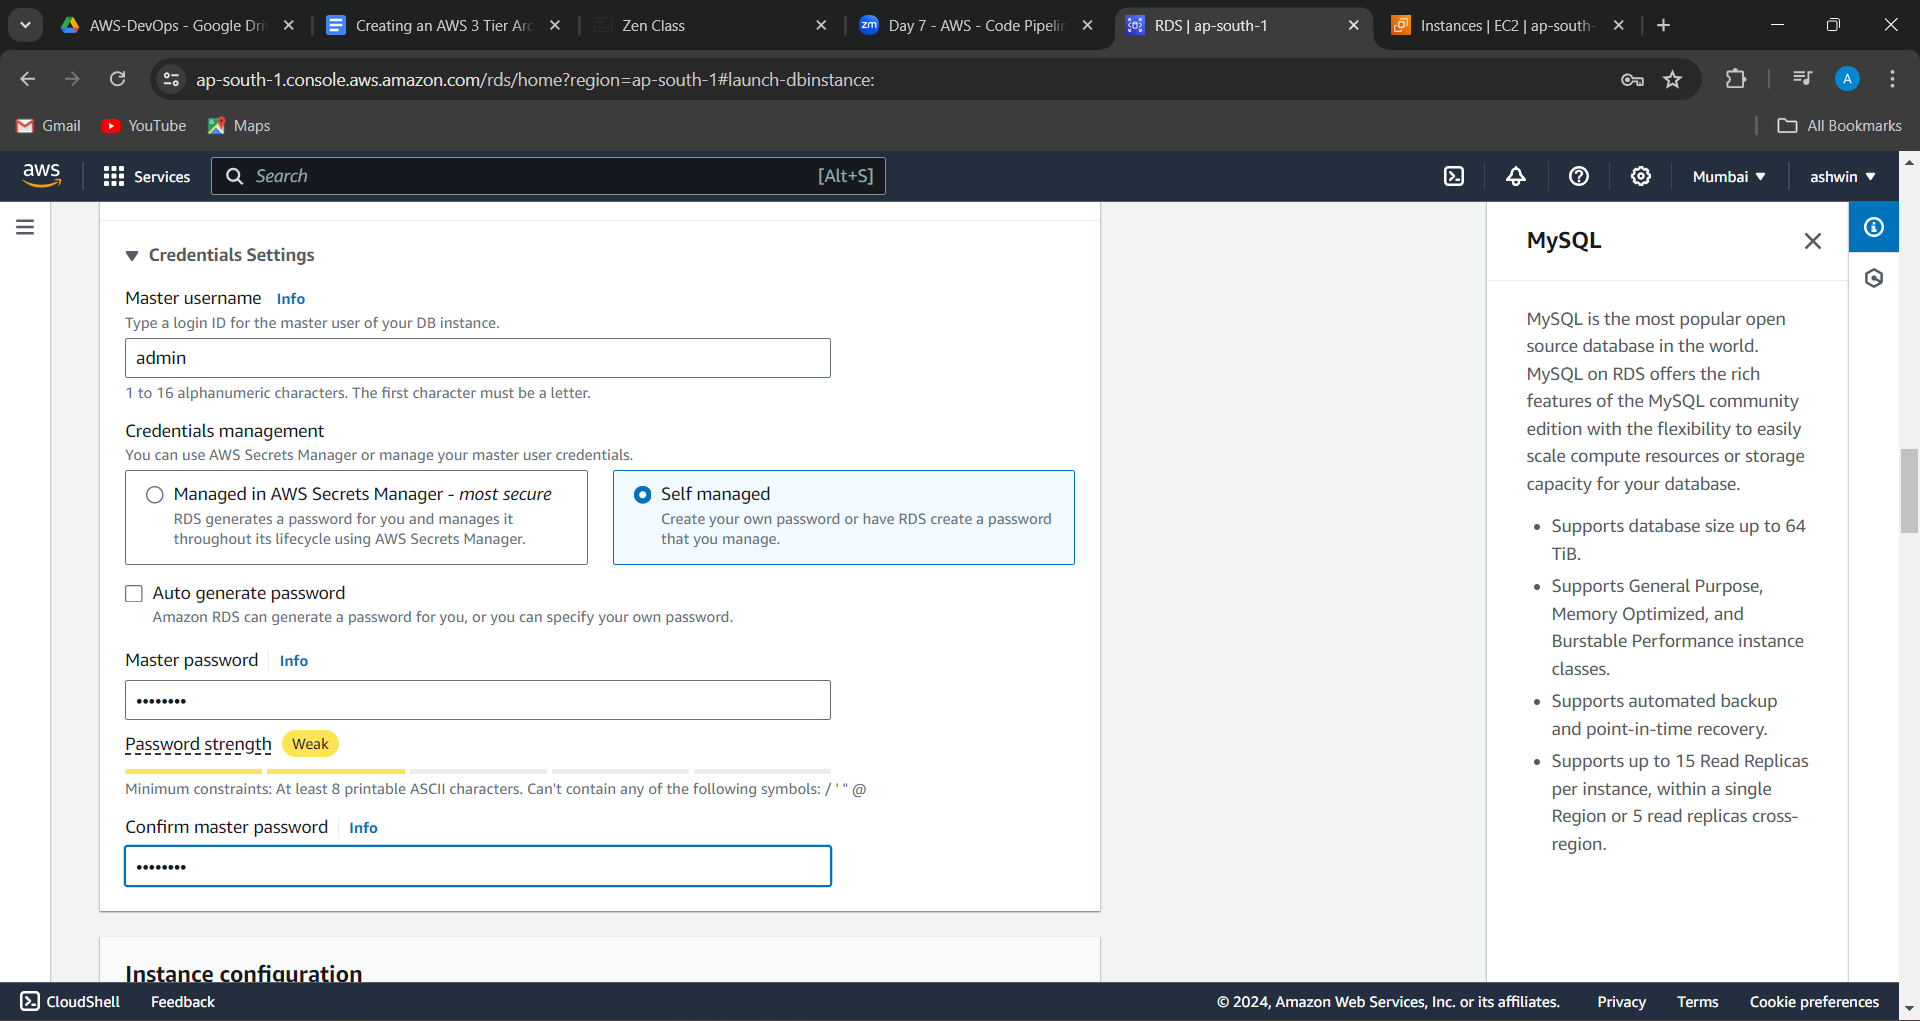 AWS-DevOps - Google Dri
Creating an AWS 3 Tier Arc
Zen Class
zm
Day 7 - AWS - Code Pipelin
RDS | ap-south-1
Instances | EC2 | ap-south-
ap-south-1.console.aws.amazon.com/rds/home?region=ap-south-1#launch-dbinstance:
A
Gmail
YouTube
Maps
All Bookmarks
aws
Services
Search
[Alt+S]
Mumbai
ashwin
Credentials Settings
Master username Info
Type a login ID for the master user of your DB instance.
admin
1 to 16 alphanumeric characters. The first character must be a letter.
Credentials management
You can use AWS Secrets Manager or manage your master user credentials.
Managed in AWS Secrets Manager - most secure
RDS generates a password for you and manages it
throughout its lifecycle using AWS Secrets Manager.
Self managed
Create your own password or have RDS create a password
that you manage.
Auto generate password
Amazon RDS can generate a password for you, or you can specify your own password.
Master password Info
••••••••
Password strength Weak
Minimum constraints: At least 8 printable ASCII characters. Can't contain any of the following symbols: / ' " @
Confirm master password Info
••••••••
Instance configuration
MySQL
MySQL is the most popular open
source database in the world.
MySQL on RDS offers the rich
features of the MySQL community
edition with the flexibility to easily
scale compute resources or storage
capacity for your database.
• Supports database size up to 64
TiB.
• Supports General Purpose,
Memory Optimized, and
Burstable Performance instance
classes.
• Supports automated backup
and point-in-time recovery.
• Supports up to 15 Read Replicas
per instance, within a single
Region or 5 read replicas cross-
region.
CloudShell
Feedback
© 2024, Amazon Web Services, Inc. or its affiliates.
Privacy
Terms
Cookie preferences